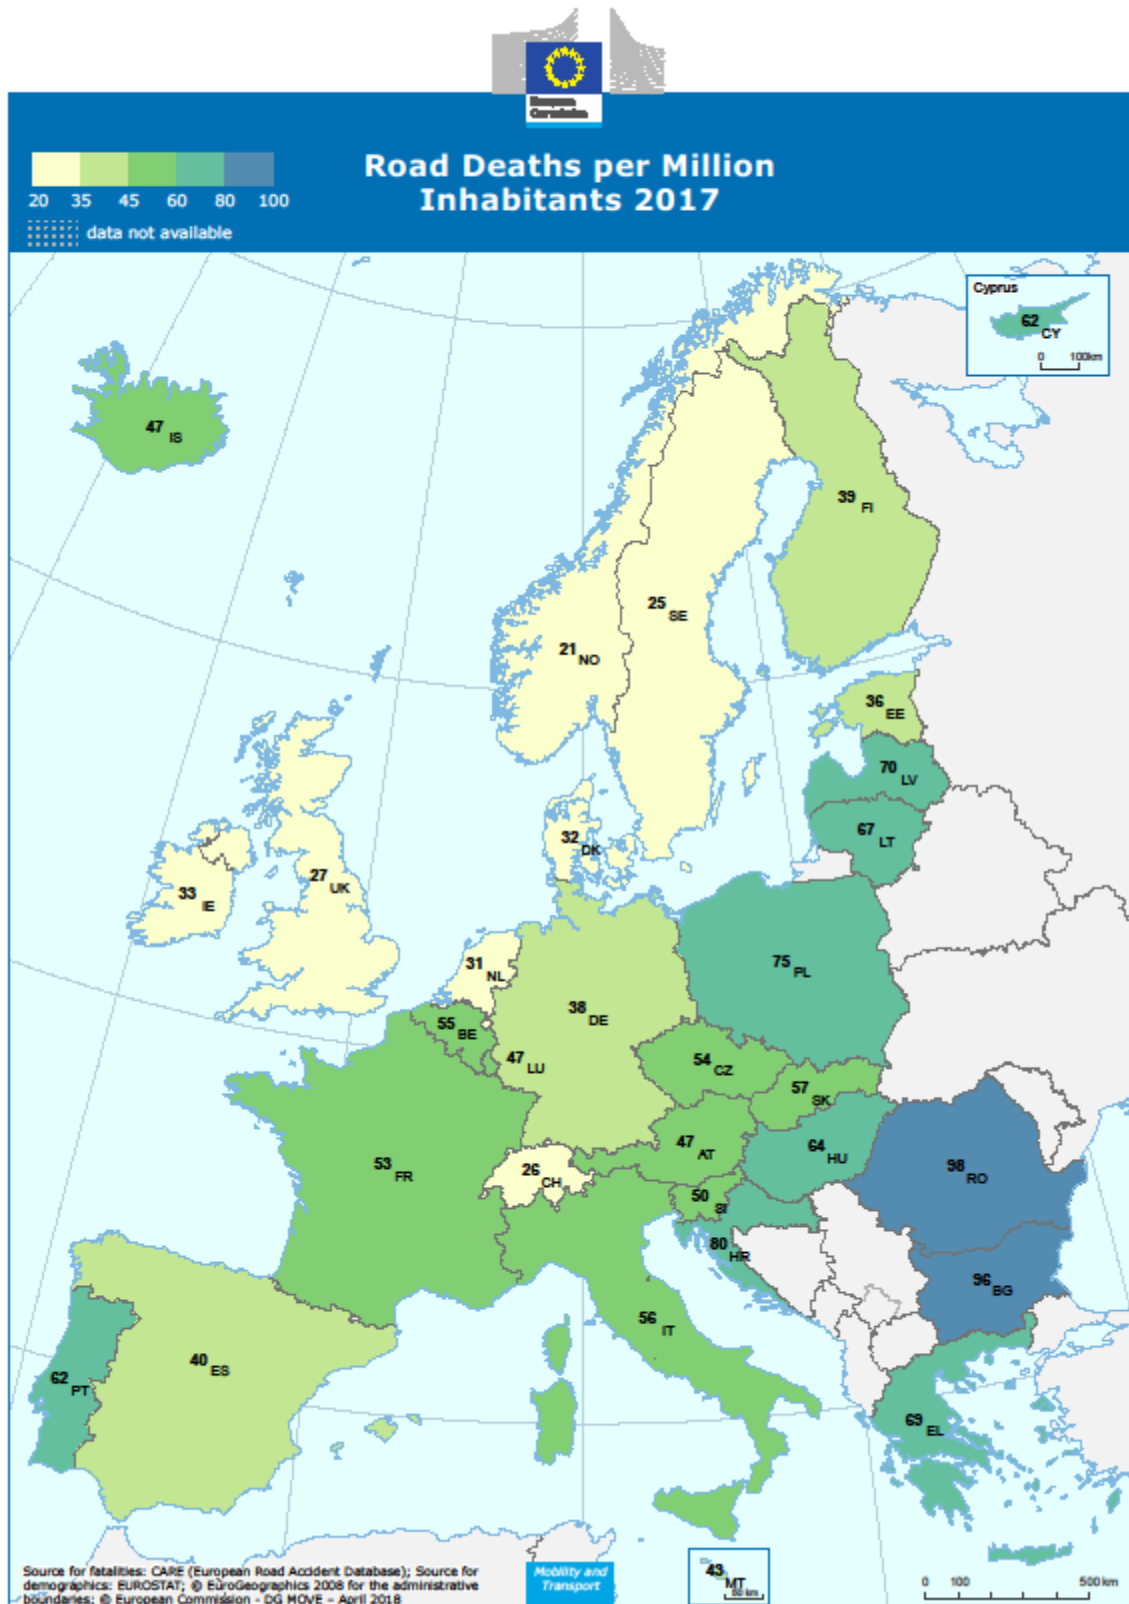 European
Commission
Road Deaths per Million
Inhabitants 2017
20 35 45 60 80 100
data not available
Cyprus
62 CY
0 100km
47 IS
39 FI
25 SE
21 NO
36 EE
70 LV
67 LT
32 DK
27 UK
33 IE
31 NL
75 PL
38 DE
55 BE
47 LU
54 CZ
57 SK
47 AT
64 HU
53 FR
26 CH
98 RO
50 SI
80 HR
96 BG
56 IT
40 ES
62 PT
69 EL
Source for fatalities: CARE (European Road Accident Database); Source for
demographics: EUROSTAT; © EuroGeographics 2008 for the administrative
boundaries; © European Commission - DG MOVE – April 2018
Mobility and
Transport
43 MT
50 km
0 100 500 km